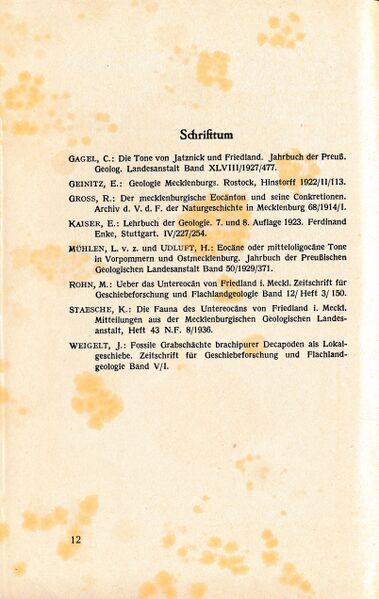 Schrifttum
GAGEL, C.: Die Tone von Jatznick und Friedland. Jahrbuch der Preuß.
Geolog. Landesanstalt Band XLVIII/1927/477.
GEINITZ, E.: Geologie Mecklenburgs. Rostock, Hinstorff 1922/II/113.
GROSS, R.: Der mecklenburgische Eocänton und seine Conkretionen.
Archiv d. V. d. F. der Naturgeschichte in Mecklenburg 68/1914/I.
KAISER, E.: Lehrbuch der Geologie. 7. und 8. Auflage 1923. Ferdinand
Enke, Stuttgart. IV/227/254.
MÜHLEN, L. v. z. und UDLUFT, H.: Eocäne oder mitteloligocäne Tone
in Vorpommern und Ostmecklenburg. Jahrbuch der Preußischen
Geologischen Landesanstalt Band 50/1929/371.
ROHN, M.: Ueber das Untereocän von Friedland i. Meckl. Zeitschrift für
Geschiebeforschung und Flachlandgeologie Band 12/ Heft 3/ 150.
STAESCHE, K.: Die Fauna des Untereocäns von Friedland i. Meckl.
Mitteilungen aus der Mecklenburgischen Geologischen Landes-
anstalt, Heft 43 N.F. 8/1936.
WEIGELT, J.: Fossile Grabschächte brachipurer Decapoden als Lokal-
geschiebe. Zeitschrift für Geschiebeforschung und Flachland-
geologie Band V/I.
12